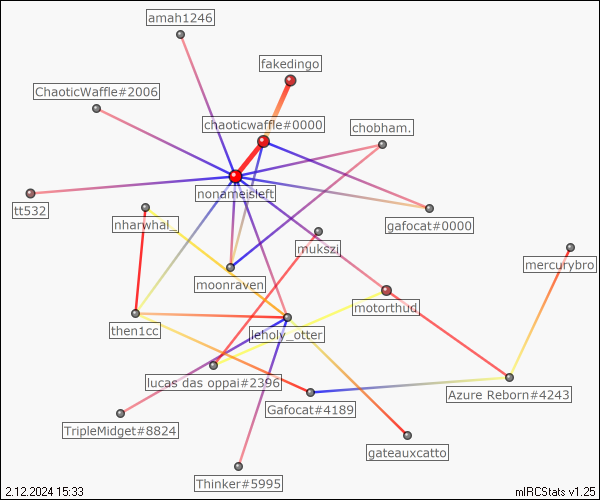 amah1246
fakedingo
ChaoticWaffle#2006
chaoticwaffle#0000
chobham.
nonameisleft
tt532
nharwhal_
gafocat#0000
mukszi
mercurybro
moonraven
motorthud
then1cc
leholy_otter
lucas das oppai#2396
Azure Reborn#4243
Gafocat#4189
TripleMidget#8824
gateauxcatto
Thinker#5995
2.12.2024 15:33
mIRCStats v1.25